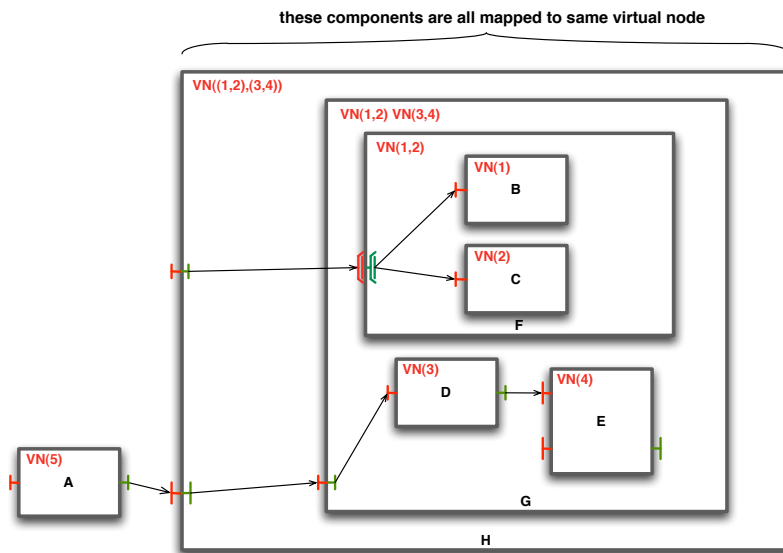 these components are all mapped to same virtual node
VN((1,2),(3,4))
VN(1,2) VN(3,4)
VN(1,2)
VN(1)
B
VN(2)
C
F
VN(3)
D
VN(4)
E
VN(5)
A
G
H